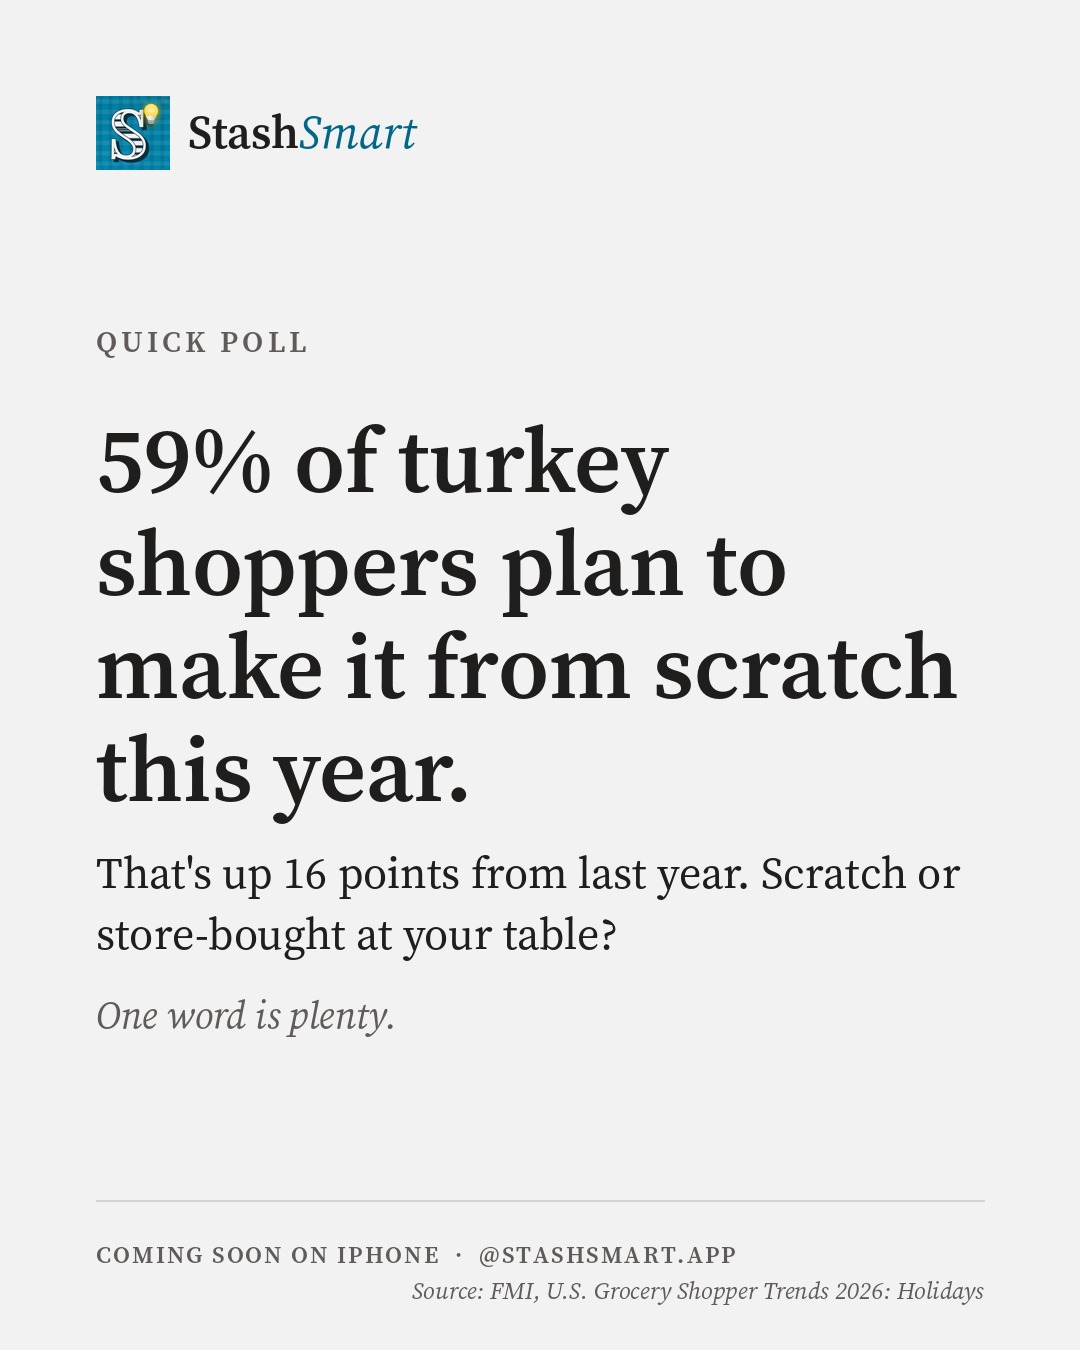 S StashSmart
QUICK POLL
59% of turkey
shoppers plan to
make it from scratch
this year.
That's up 16 points from last year. Scratch or
store-bought at your table?
One word is plenty.
COMING SOON ON IPHONE · @STASHSMART.APP
Source: FMI, U.S. Grocery Shopper Trends 2026: Holidays